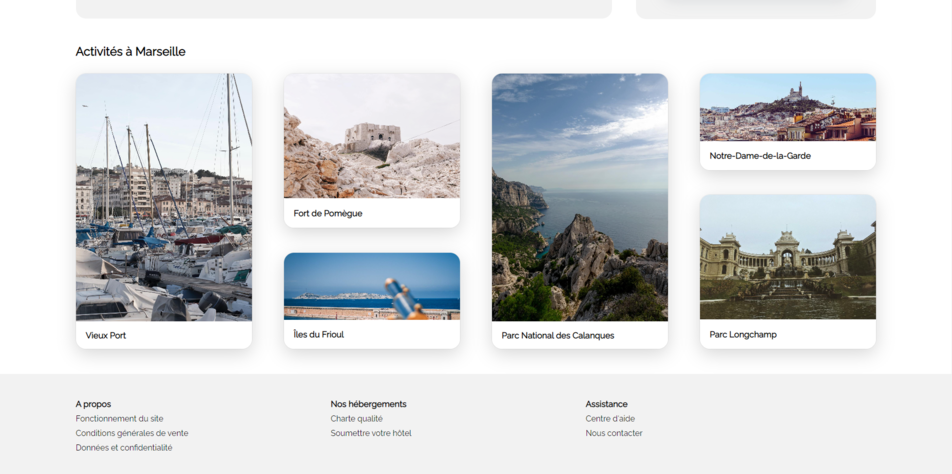 Activités à Marseille
Vieux Port
Fort de Pomègue
Îles du Frioul
Parc National des Calanques
Notre-Dame-de-la-Garde
Parc Longchamp
A propos
Fonctionnement du site
Conditions générales de vente
Données et confidentialité
Nos hébergements
Charte qualité
Soumettre votre hôtel
Assistance
Centre d'aide
Nous contacter